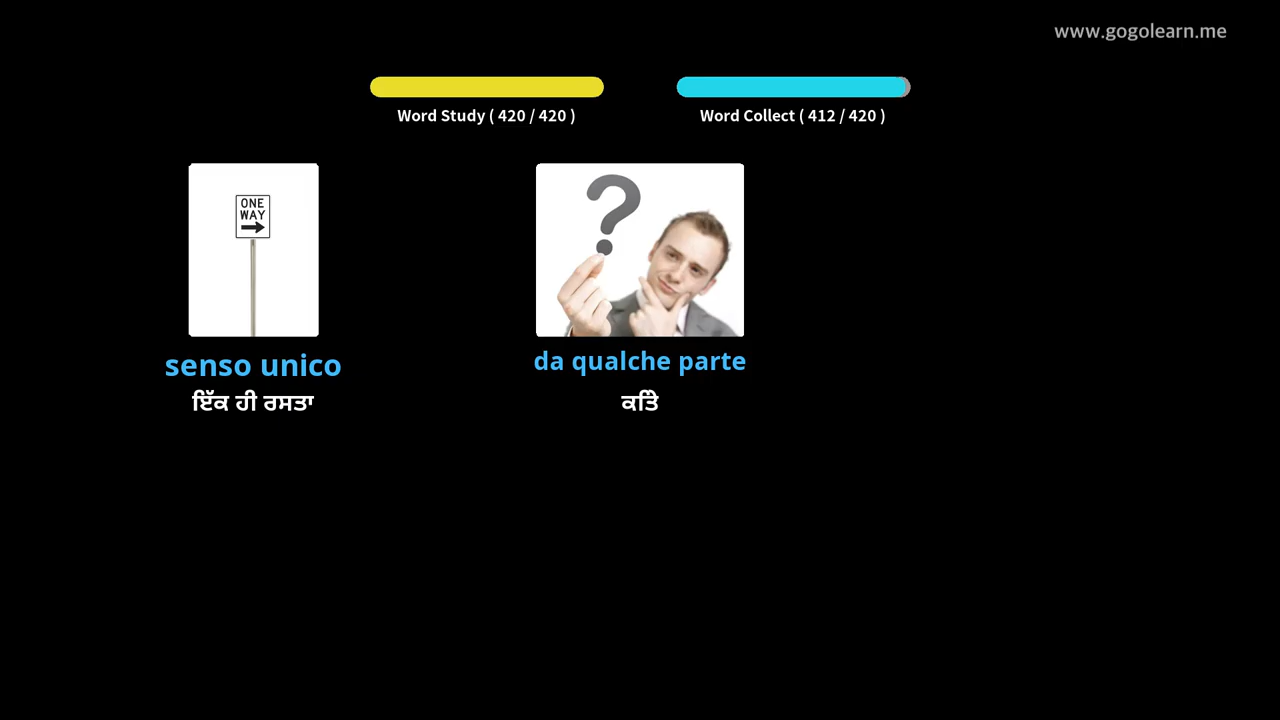 www.gogolearn.me
Word Study ( 420 / 420 )
Word Collect ( 412 / 420 )
ONE
WAY
senso unico
ਇੱਕ ਹੀ ਰਸਤਾ
da qualche parte
ਕਿਤੇ